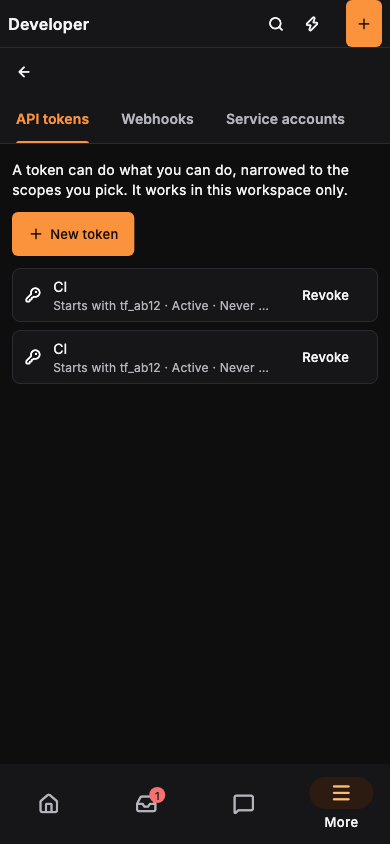 Developer
API tokens Webhooks Service accounts
A token can do what you can do, narrowed to the
scopes you pick. It works in this workspace only.
New token
CI
Starts with tf_ab12 · Active · Never ...
Revoke
CI
Starts with tf_ab12 · Active · Never ...
Revoke
1
More